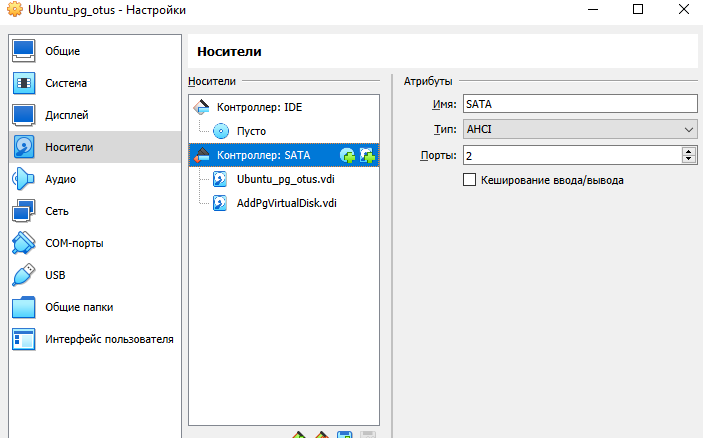 Ubuntu_pg_otus - Настройки
Общие
Система
Дисплей
Носители
Аудио
Сеть
COM-порты
USB
Общие папки
Интерфейс пользователя
Носители
Носители
Контроллер: IDE
Пусто
Контроллер: SATA
Ubuntu_pg_otus.vdi
AddPgVirtualDisk.vdi
Атрибуты
Имя: SATA
Тип: AHCI
Порты: 2
Кеширование ввода/вывода